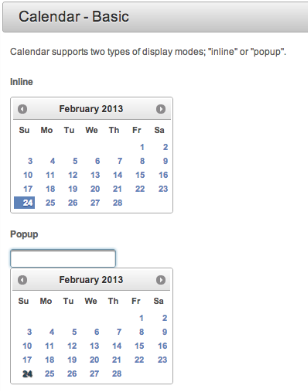 Calendar - Basic
Calendar supports two types of display modes; "inline" or "popup".
Inline
February 2013
Su Mo Tu We Th Fr Sa
1 2
3 4 5 6 7 8 9
10 11 12 13 14 15 16
17 18 19 20 21 22 23
24 25 26 27 28
Popup
February 2013
Su Mo Tu We Th Fr Sa
1 2
3 4 5 6 7 8 9
10 11 12 13 14 15 16
17 18 19 20 21 22 23
24 25 26 27 28